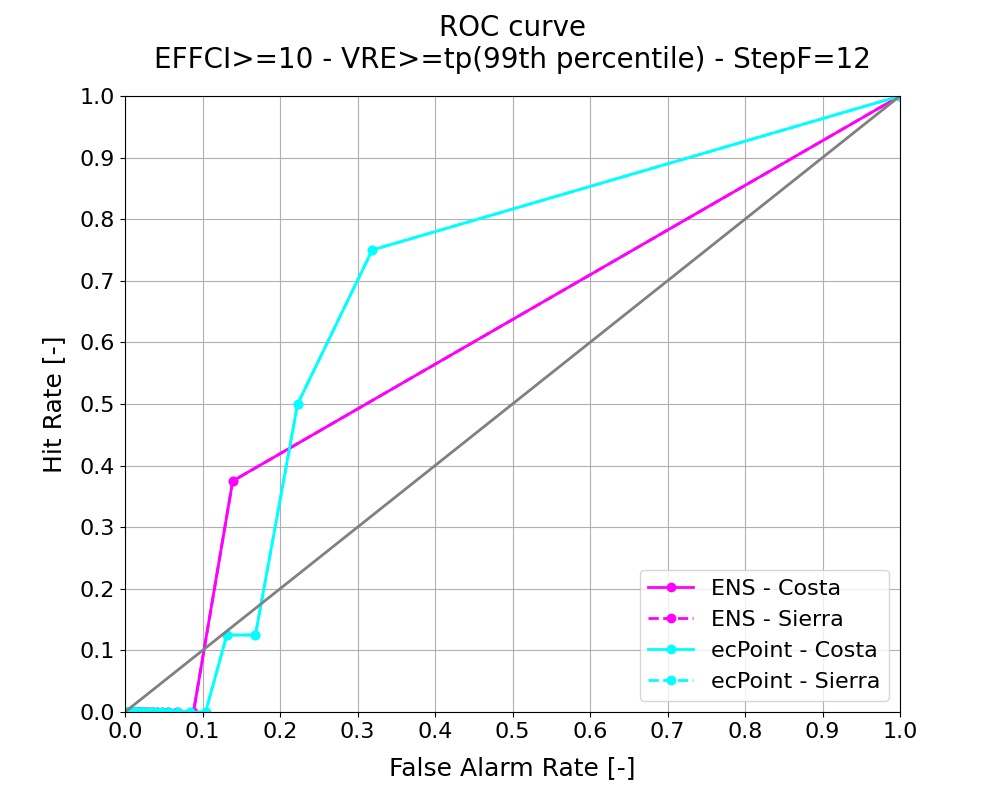 ROC curve
EFFCI>=10 - VRE>=tp(99th percentile) - StepF=12
1.0
0.9
0.8
0.7
0.6
0.5
0.4
0.3
0.2
0.1
0.0
Hit Rate [-]
ENS - Costa
ENS - Sierra
ecPoint - Costa
ecPoint - Sierra
0.0 0.1 0.2 0.3 0.4 0.5 0.6 0.7 0.8 0.9 1.0
False Alarm Rate [-]